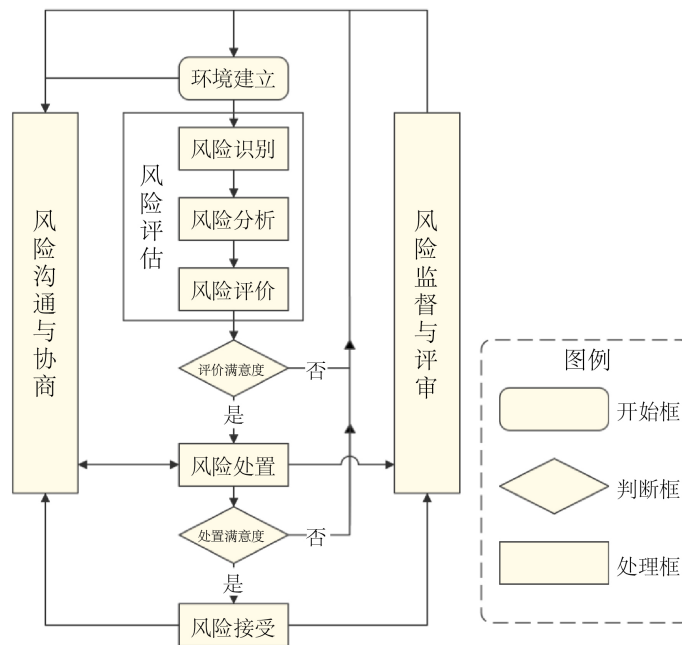 环境建立
风险识别
风险分析
风险评价
风险评估
风险沟通与协商
风险监督与评审
评价满意度
否
是
风险处置
处置满意度
否
是
风险接受
图例
开始框
判断框
处理框